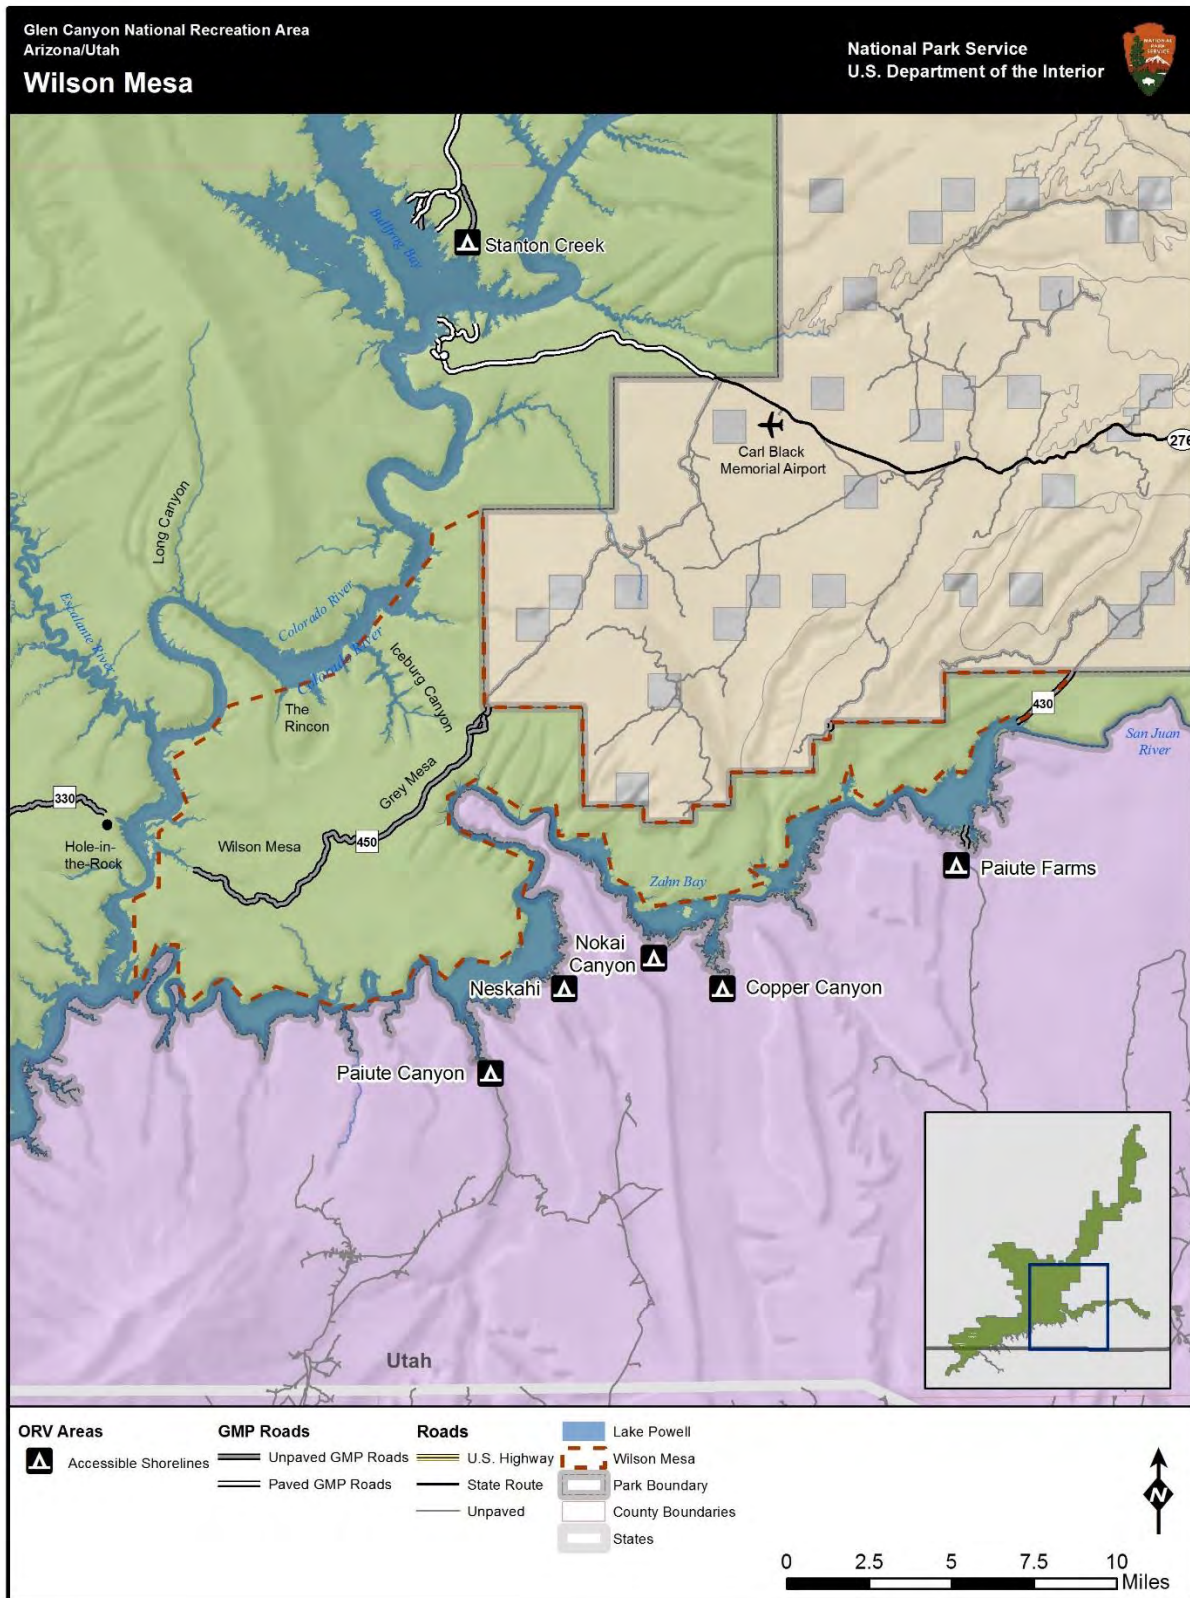 Glen Canyon National Recreation Area
Arizona/Utah
Wilson Mesa
National Park Service
U.S. Department of the Interior
NATIONAL
PARK
SERVICE
Bullfrog Bay
Stanton Creek
Carl Black
Memorial Airport
276
Long Canyon
Escalante River
Colorado River
Colorado River
Iceburg Canyon
The
Rincon
430
San Juan
River
Grey Mesa
330
450
Hole-in-
the-Rock
Wilson Mesa
Zahn Bay
Paiute Farms
Nokai
Canyon
Neskahi
Copper Canyon
Paiute Canyon
Utah
ORV Areas
Accessible Shorelines
GMP Roads
Unpaved GMP Roads
Paved GMP Roads
Roads
U.S. Highway
State Route
Unpaved
Lake Powell
Wilson Mesa
Park Boundary
County Boundaries
States
N
0 2.5 5 7.5 10
Miles